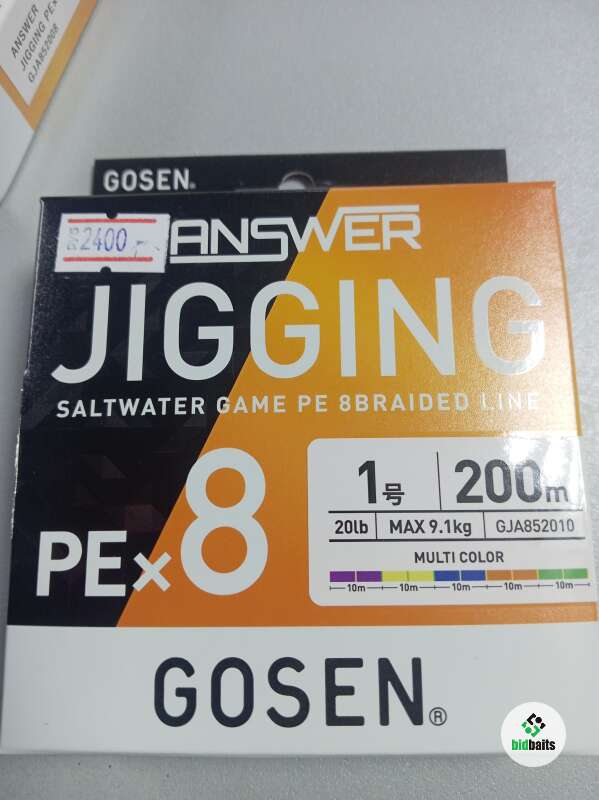 ANSWER
JIGGING PE×
GJA852008
GOSEN®
2400
ANSWER
JIGGING
SALTWATER GAME PE 8BRAIDED LINE
1号 200m
20lb MAX 9.1kg GJA852010
MULTI COLOR
10m 10m 10m 10m 10m
PE×8
GOSEN®
bidbaits